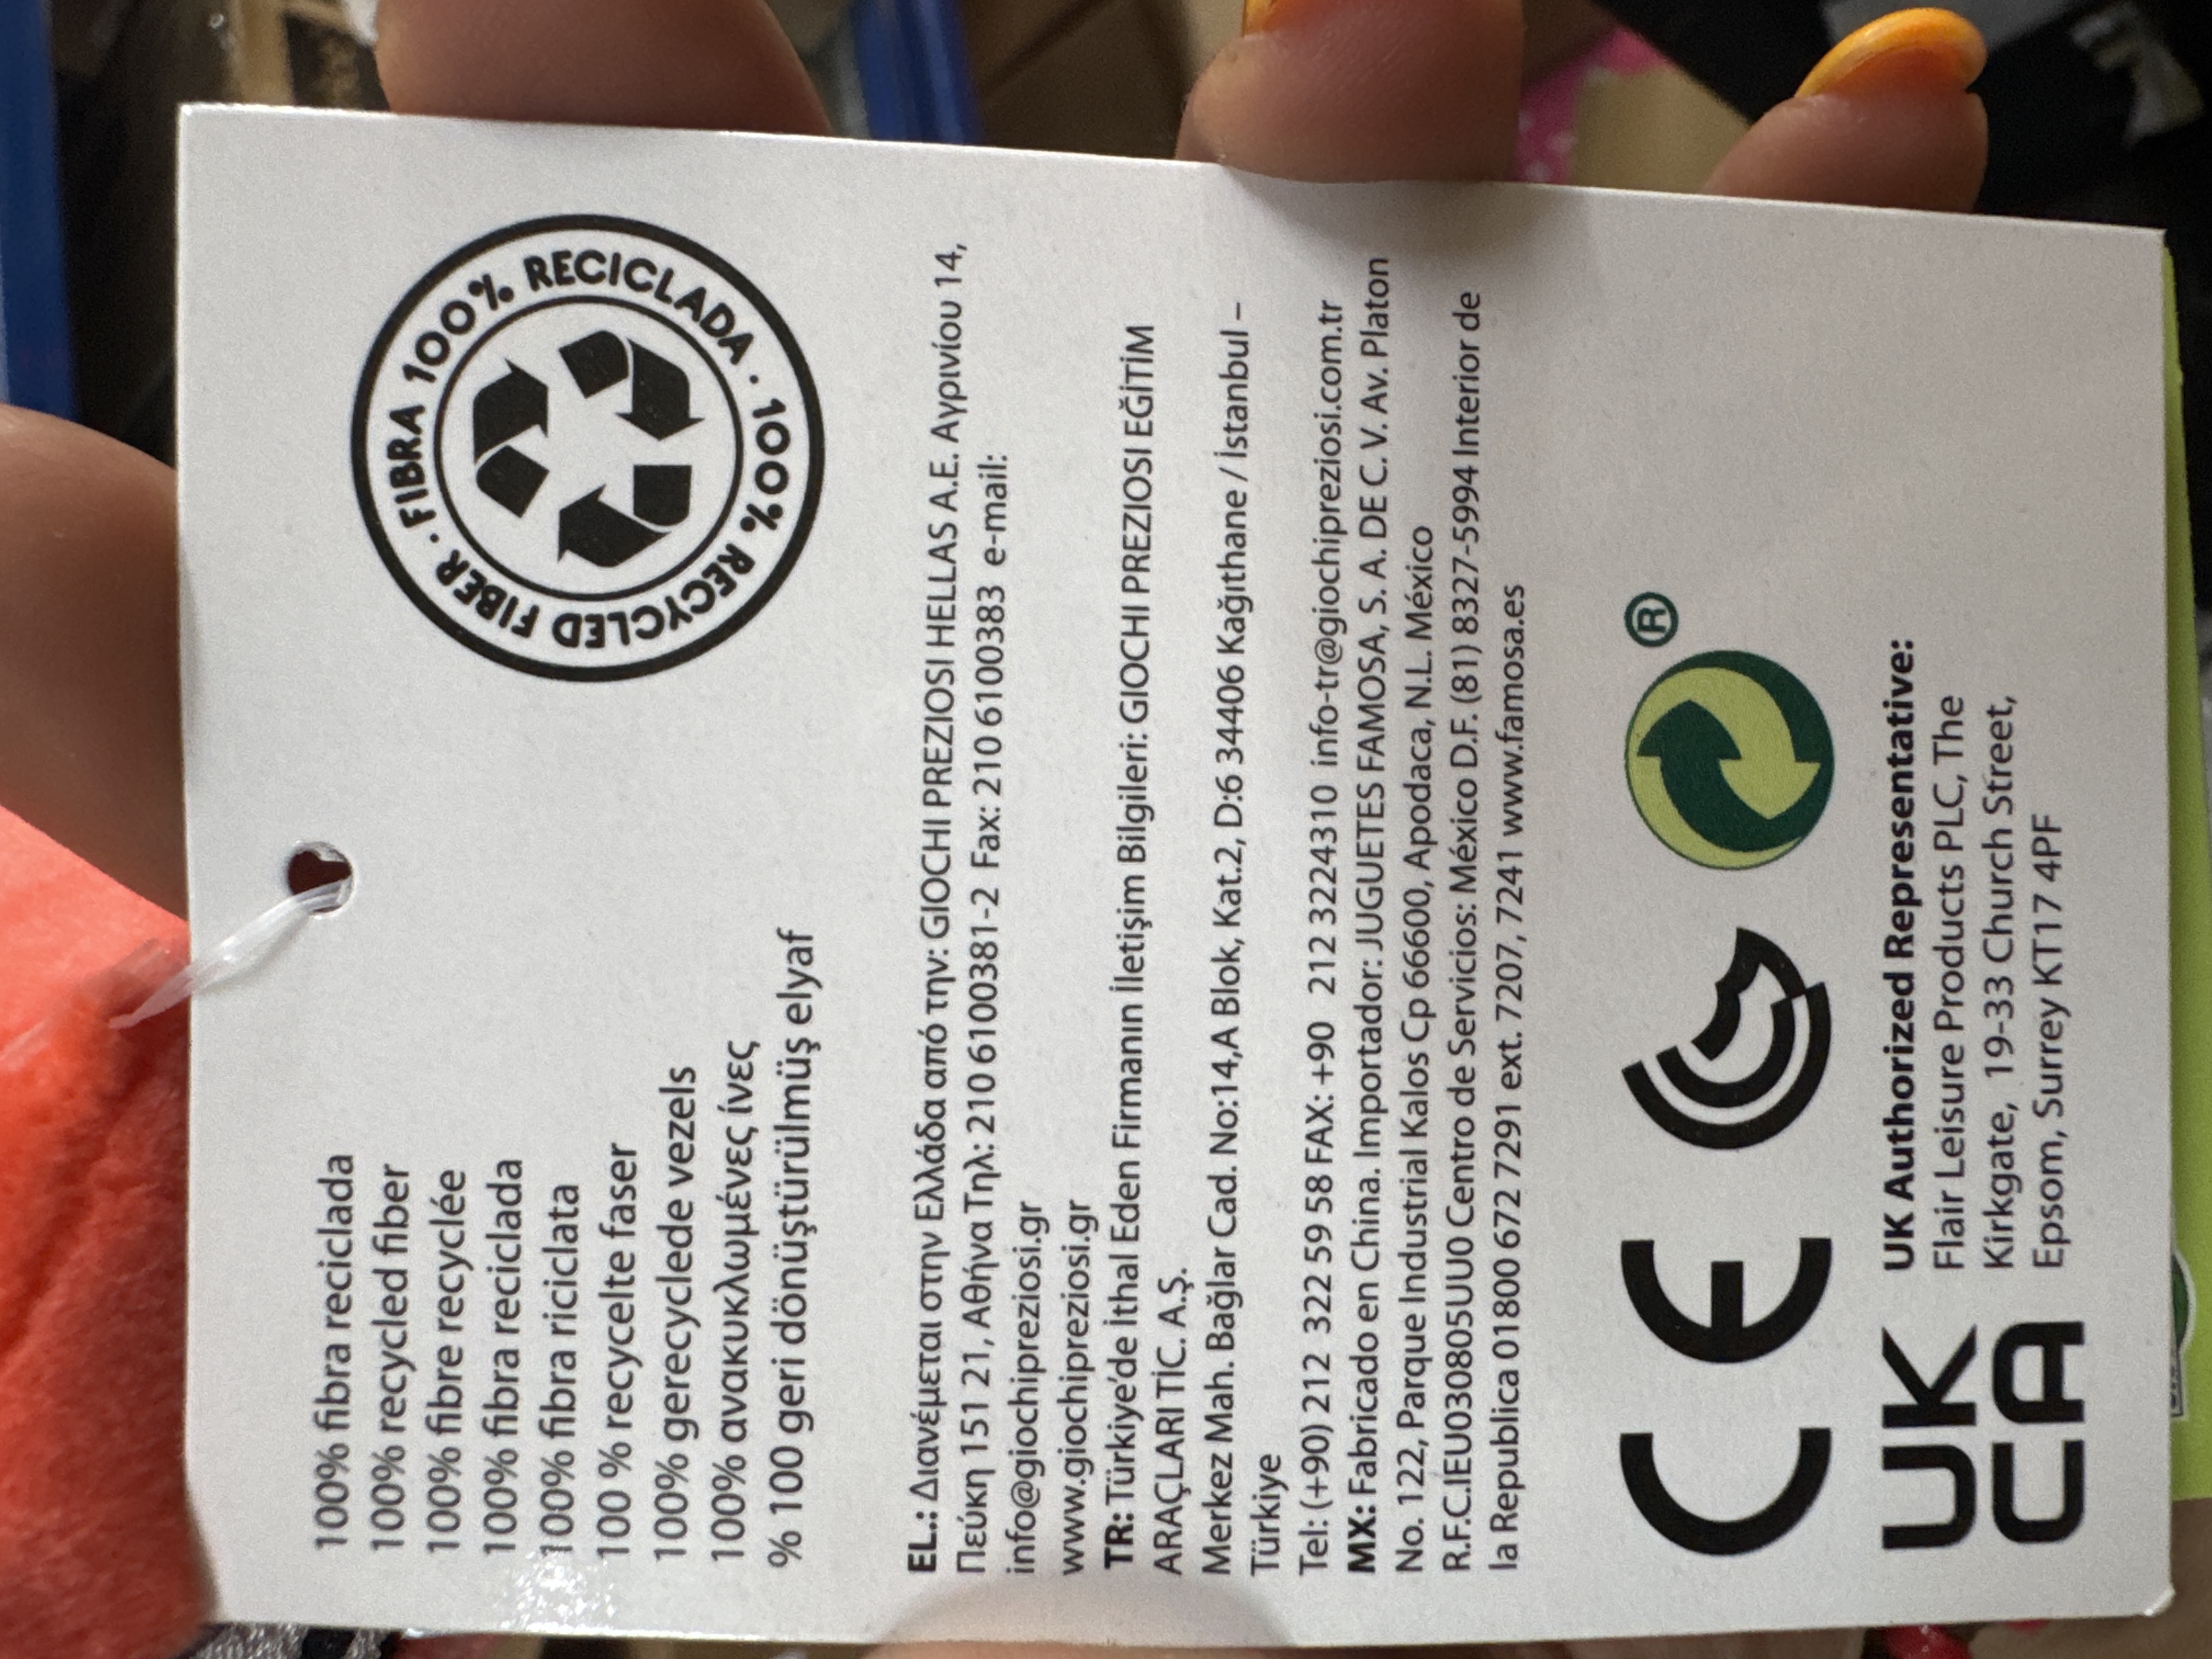 100% fibra reciclada
100% recycled fiber
100% fibre recyclée
100% fibra reciclada
100% fibra riciclata
100 % recycelte faser
100% gerecyclede vezels
100% ανακυκλωμένες ίνες
% 100 geri dönüştürülmüş elyaf
FIBRA 100% RECICLADA · 100% RECYCLED FIBER ·
EL.: Διανέμεται στην Ελλάδα από την: GIOCHI PREZIOSI HELLAS A.E. Αγρινίου 14,
Πεύκη 151 21, Αθήνα Τηλ: 210 6100381-2 Fax: 210 6100383 e-mail:
info@giochipreziosi.gr
www.giochipreziosi.gr
TR: Türkiye'de İthal Eden Firmanın İletişim Bilgileri: GIOCHI PREZIOSI EĞİTİM
ARAÇLARI TİC. A.Ş.
Merkez Mah. Bağlar Cad. No:14,A Blok, Kat.2, D:6 34406 Kağıthane / İstanbul –
Türkiye
Tel: (+90) 212 322 59 58 FAX: +90 212 3224310 info-tr@giochipreziosi.com.tr
MX: Fabricado en China. Importador: JUGUETES FAMOSA, S. A. DE C. V. Av. Platon
No. 122, Parque Industrial Kalos Cp 66600, Apodaca, N.L. México
R.F.C.IEU030805UU0 Centro de Servicios: México D.F. (81) 8327-5994 Interior de
la Republica 01800 672 7291 ext. 7207, 7241 www.famosa.es
CE
®
UK
CA
UK Authorized Representative:
Flair Leisure Products PLC, The
Kirkgate, 19-33 Church Street,
Epsom, Surrey KT17 4PF